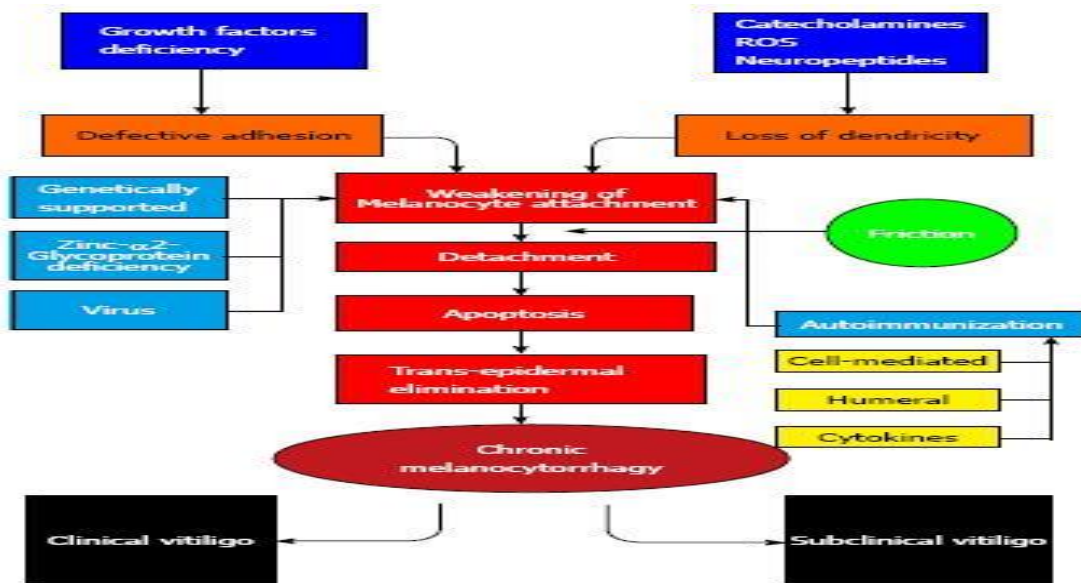 Growth factors
deficiency
Catecholamines
ROS
Neuropeptides
Defective adhesion
Loss of dendricity
Genetically
supported
Weakening of
Melanocyte attachment
Zinc-α2-
Glycoprotein
deficiency
Friction
Detachment
Virus
Apoptosis
Autoimmunization
Cell-mediated
Trans-epidermal
elimination
Humeral
Cytokines
Chronic
melanocytorrhagy
Clinical vitiligo
Subclinical vitiligo